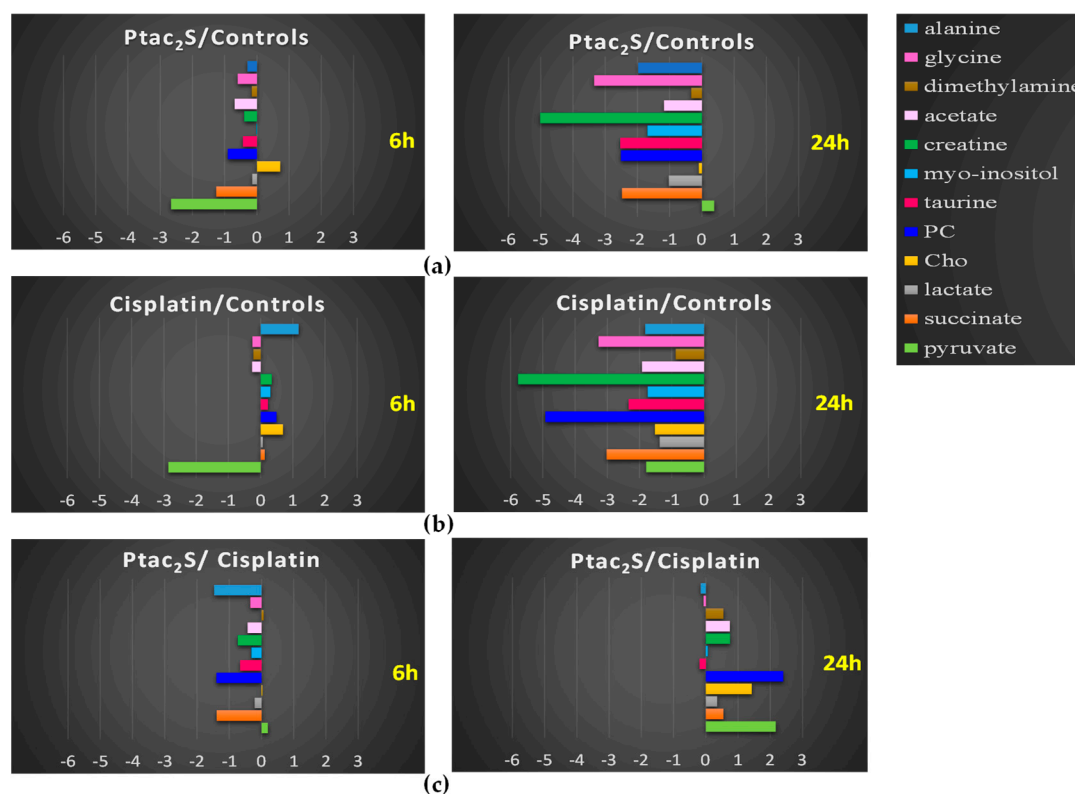 Ptac₂S/Controls
6h
-6 -5 -4 -3 -2 -1 0 1 2 3
Ptac₂S/Controls
24h
-6 -5 -4 -3 -2 -1 0 1 2 3
(a)
Cisplatin/Controls
6h
-6 -5 -4 -3 -2 -1 0 1 2 3
Cisplatin/Controls
24h
-6 -5 -4 -3 -2 -1 0 1 2 3
(b)
Ptac₂S/ Cisplatin
6h
-6 -5 -4 -3 -2 -1 0 1 2 3
Ptac₂S/Cisplatin
24h
-6 -5 -4 -3 -2 -1 0 1 2 3
(c)
alanine
glycine
dimethylamine
acetate
creatine
myo-inositol
taurine
PC
Cho
lactate
succinate
pyruvate